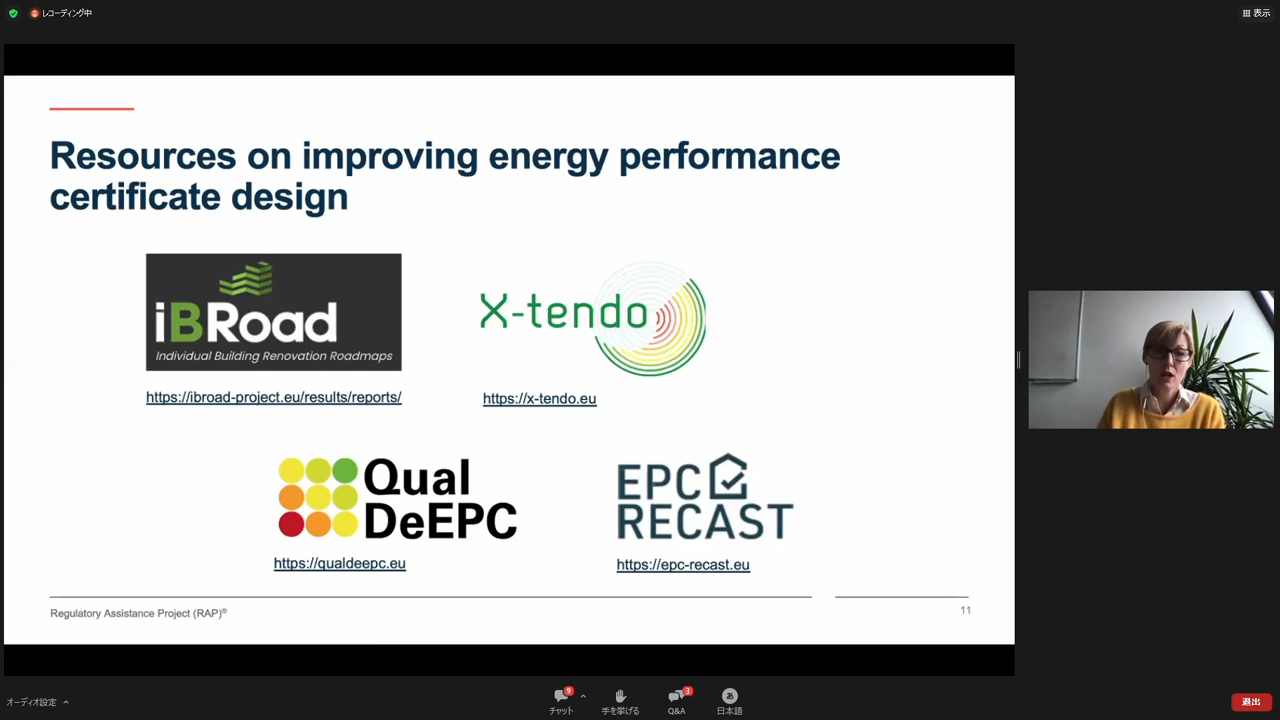 レコーディング中
表示
Resources on improving energy performance
certificate design
iBRoad
Individual Building Renovation Roadmaps
X-tendo
https://ibroad-project.eu/results/reports/
https://x-tendo.eu
Qual
DeEPC
EPC
RECAST
https://qualdeepc.eu
https://epc-recast.eu
Regulatory Assistance Project (RAP)®
11
オーディオ設定
9
チャット
手を挙げる
3
Q&A
あ
日本語
退出